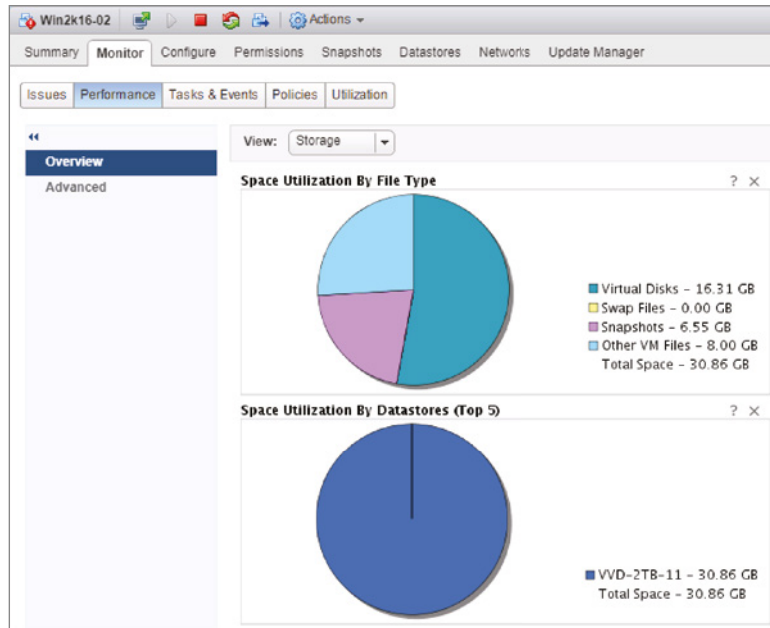 Win2k16-02 Actions
Summary Monitor Configure Permissions Snapshots Datastores Networks Update Manager
Issues Performance Tasks & Events Policies Utilization
View: Storage
Overview
Advanced
Space Utilization By File Type ? ×
Virtual Disks – 16.31 GB
Swap Files – 0.00 GB
Snapshots – 6.55 GB
Other VM Files – 8.00 GB
Total Space – 30.86 GB
Space Utilization By Datastores (Top 5) ? ×
VVD-2TB-11 – 30.86 GB
Total Space – 30.86 GB